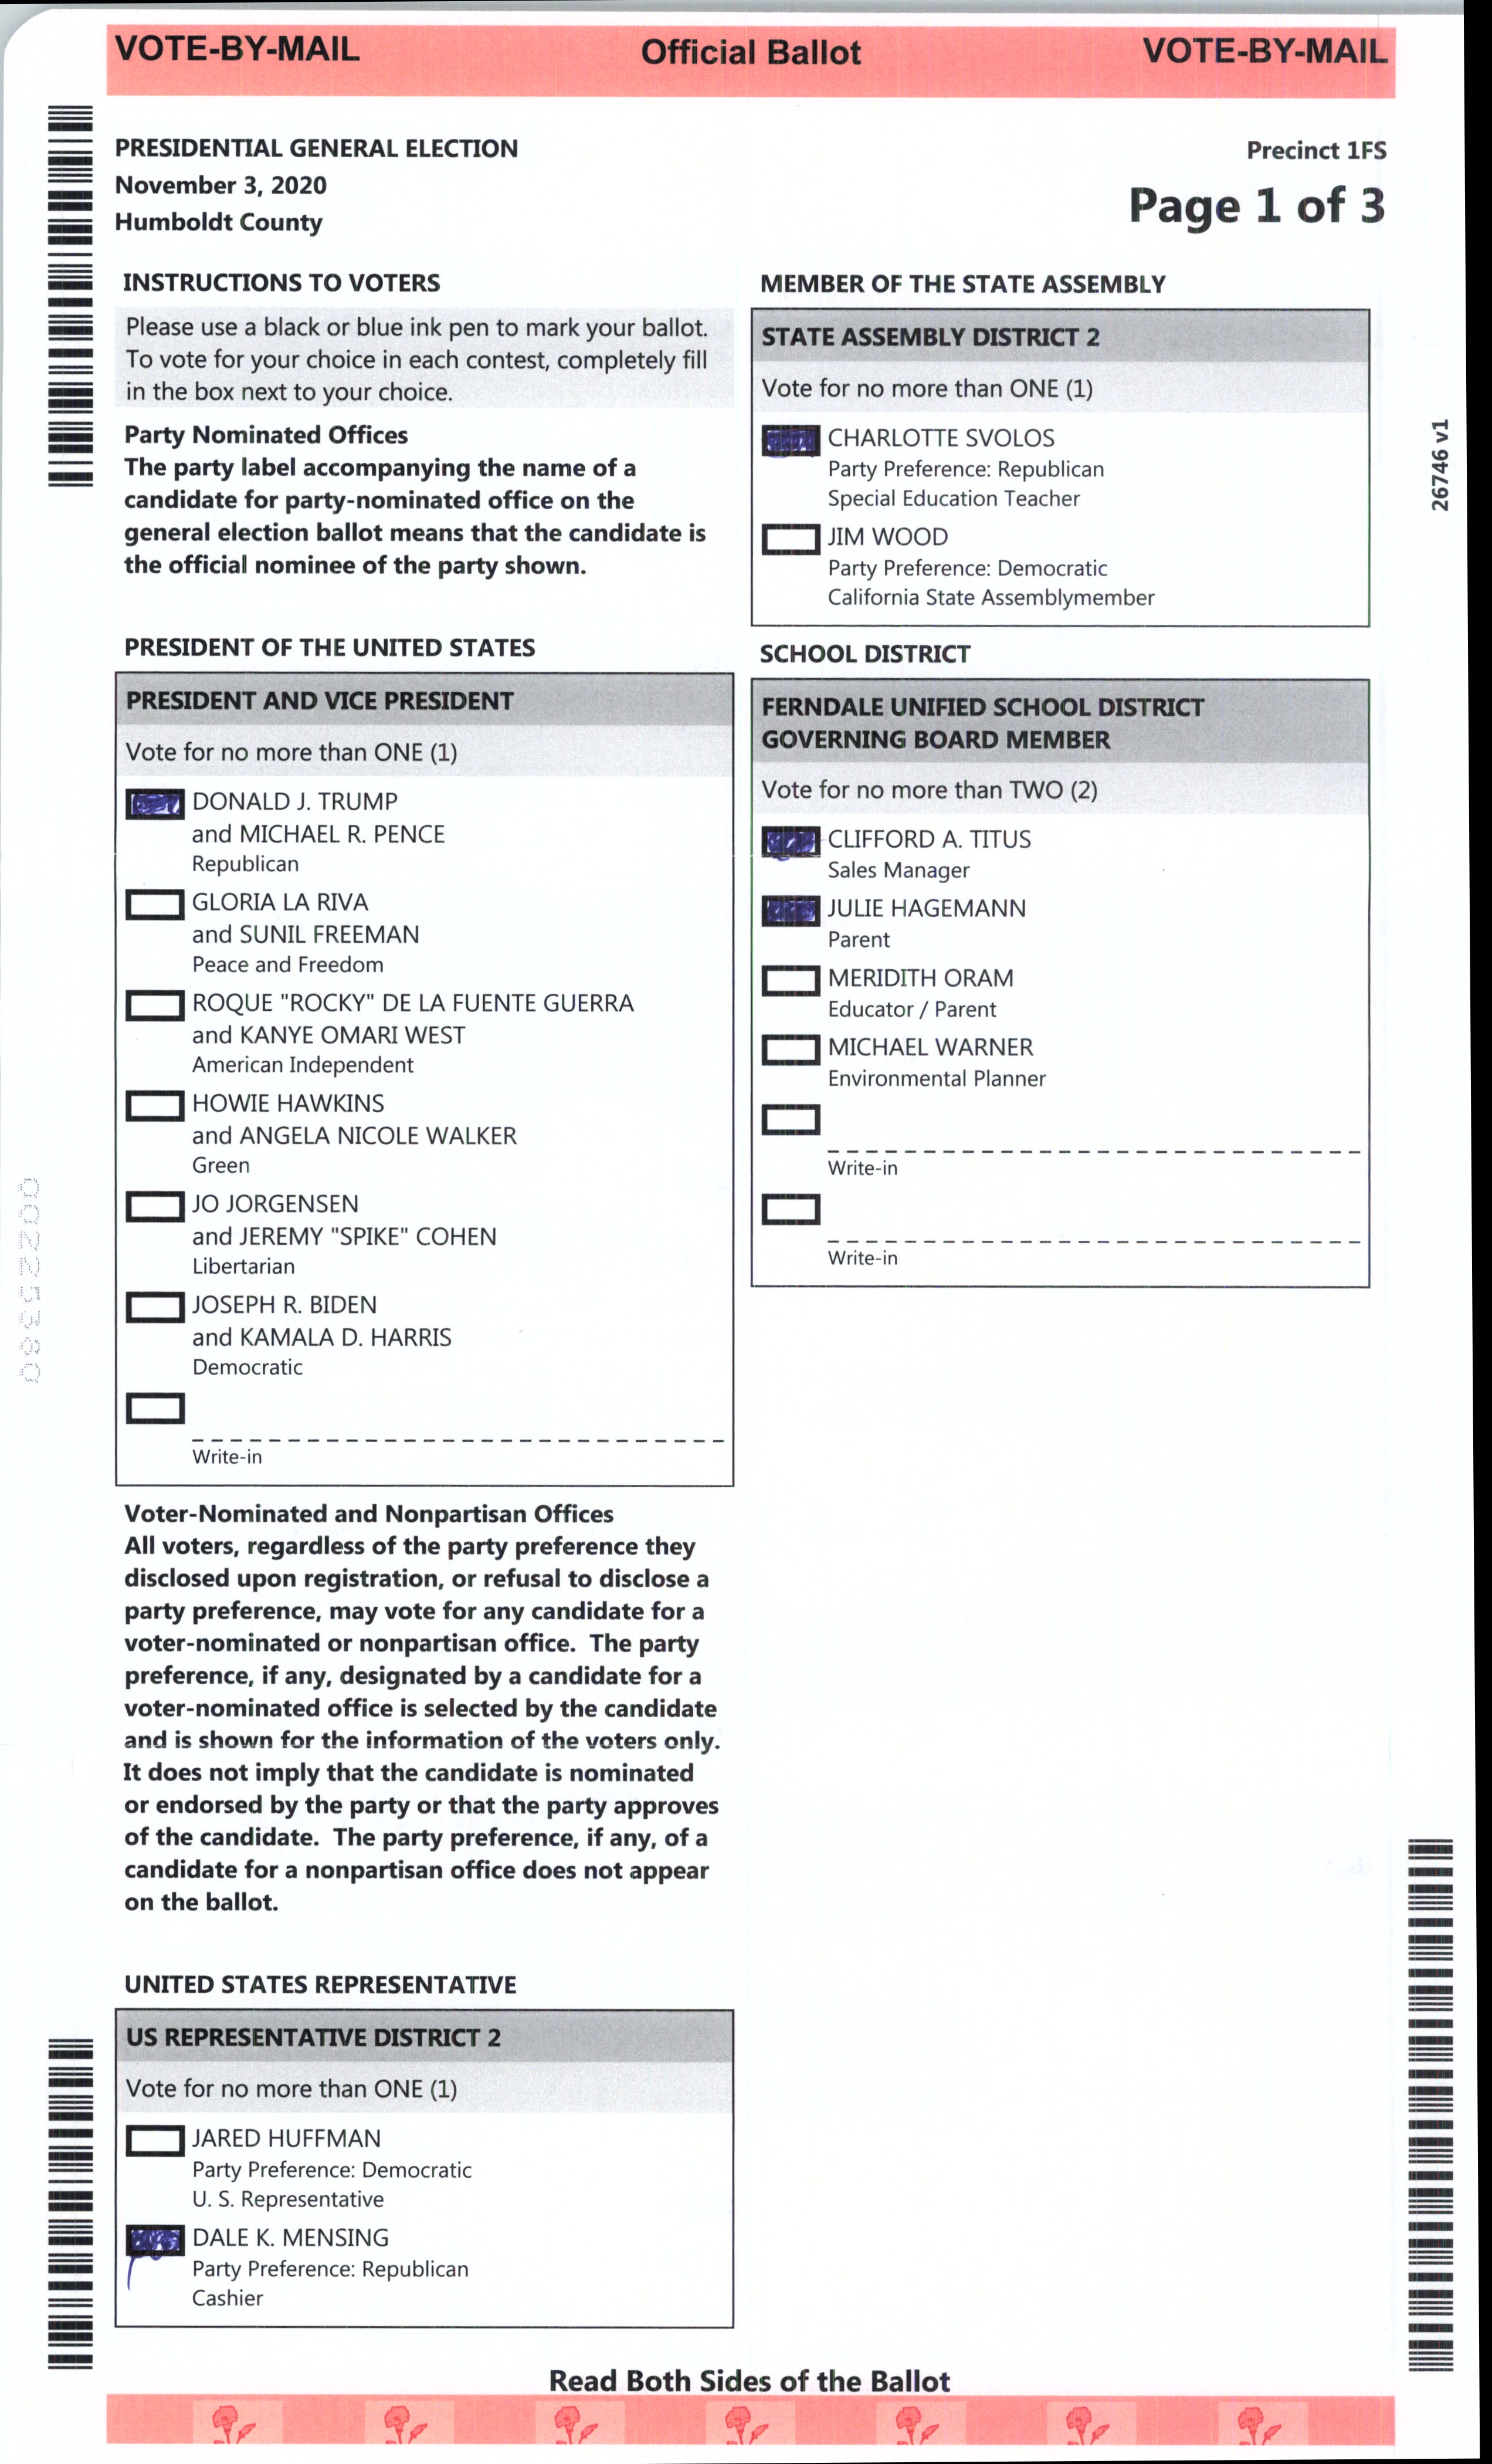 VOTE-BY-MAIL Official Ballot VOTE-BY-MAIL
PRESIDENTIAL GENERAL ELECTION
November 3, 2020
Humboldt County
Precinct 1FS
Page 1 of 3
INSTRUCTIONS TO VOTERS
Please use a black or blue ink pen to mark your ballot.
To vote for your choice in each contest, completely fill
in the box next to your choice.
Party Nominated Offices
The party label accompanying the name of a
candidate for party-nominated office on the
general election ballot means that the candidate is
the official nominee of the party shown.
PRESIDENT OF THE UNITED STATES
PRESIDENT AND VICE PRESIDENT
Vote for no more than ONE (1)
DONALD J. TRUMP
and MICHAEL R. PENCE
Republican
GLORIA LA RIVA
and SUNIL FREEMAN
Peace and Freedom
ROQUE "ROCKY" DE LA FUENTE GUERRA
and KANYE OMARI WEST
American Independent
HOWIE HAWKINS
and ANGELA NICOLE WALKER
Green
JO JORGENSEN
and JEREMY "SPIKE" COHEN
Libertarian
JOSEPH R. BIDEN
and KAMALA D. HARRIS
Democratic
Write-in
Voter-Nominated and Nonpartisan Offices
All voters, regardless of the party preference they
disclosed upon registration, or refusal to disclose a
party preference, may vote for any candidate for a
voter-nominated or nonpartisan office. The party
preference, if any, designated by a candidate for a
voter-nominated office is selected by the candidate
and is shown for the information of the voters only.
It does not imply that the candidate is nominated
or endorsed by the party or that the party approves
of the candidate. The party preference, if any, of a
candidate for a nonpartisan office does not appear
on the ballot.
UNITED STATES REPRESENTATIVE
US REPRESENTATIVE DISTRICT 2
Vote for no more than ONE (1)
JARED HUFFMAN
Party Preference: Democratic
U. S. Representative
DALE K. MENSING
Party Preference: Republican
Cashier
MEMBER OF THE STATE ASSEMBLY
STATE ASSEMBLY DISTRICT 2
Vote for no more than ONE (1)
CHARLOTTE SVOLOS
Party Preference: Republican
Special Education Teacher
JIM WOOD
Party Preference: Democratic
California State Assemblymember
SCHOOL DISTRICT
FERNDALE UNIFIED SCHOOL DISTRICT
GOVERNING BOARD MEMBER
Vote for no more than TWO (2)
CLIFFORD A. TITUS
Sales Manager
JULIE HAGEMANN
Parent
MERIDITH ORAM
Educator / Parent
MICHAEL WARNER
Environmental Planner
Write-in
Write-in
26746 v1
Read Both Sides of the Ballot